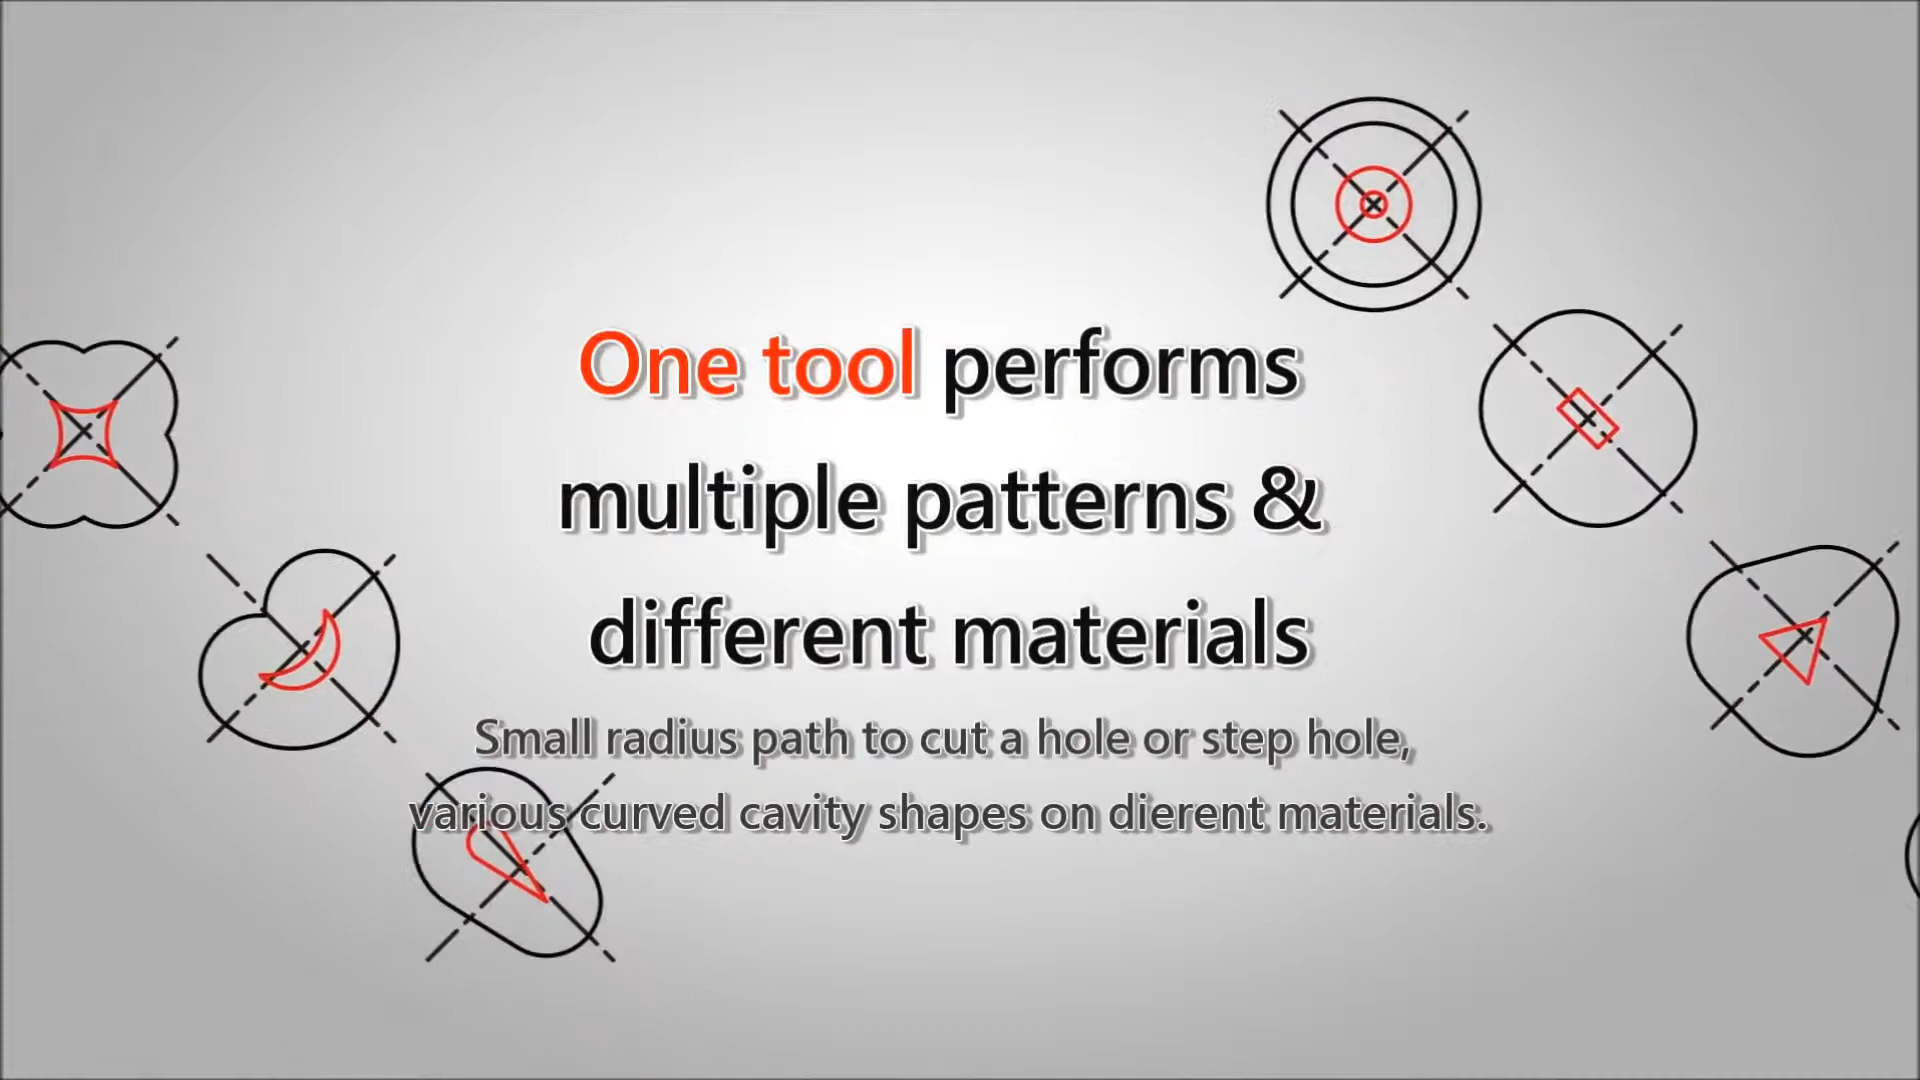 One tool performs
multiple patterns &
different materials
Small radius path to cut a hole or step hole,
various curved cavity shapes on dierent materials.